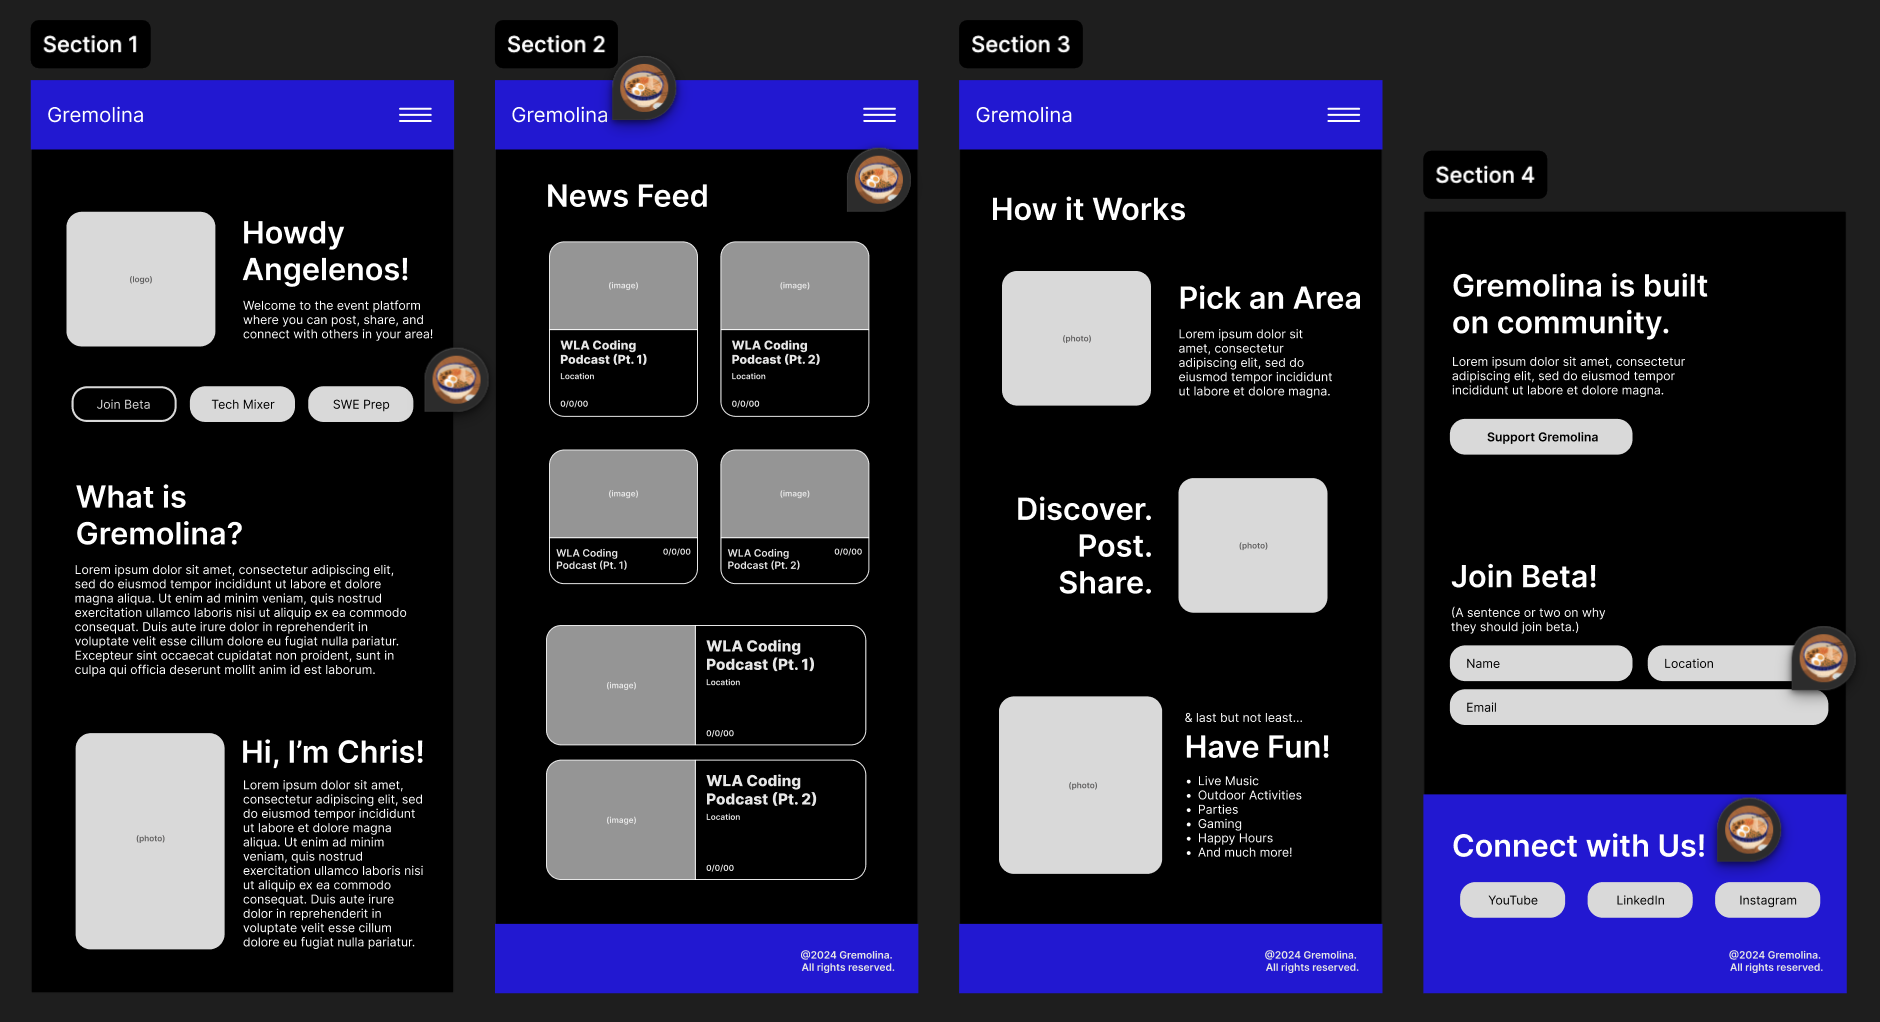 Section 1
Gremolina
(logo)
Howdy
Angelenos!
Welcome to the event platform
where you can post, share, and
connect with others in your area!
Join Beta
Tech Mixer
SWE Prep
What is
Gremolina?
Lorem ipsum dolor sit amet, consectetur adipiscing elit,
sed do eiusmod tempor incididunt ut labore et dolore
magna aliqua. Ut enim ad minim veniam, quis nostrud
exercitation ullamco laboris nisi ut aliquip ex ea commodo
consequat. Duis aute irure dolor in reprehenderit in
voluptate velit esse cillum dolore eu fugiat nulla pariatur.
Excepteur sint occaecat cupidatat non proident, sunt in
culpa qui officia deserunt mollit anim id est laborum.
(photo)
Hi, I'm Chris!
Lorem ipsum dolor sit amet,
consectetur adipiscing elit, sed
do eiusmod tempor incididunt
ut labore et dolore magna
aliqua. Ut enim ad minim
veniam, quis nostrud
exercitation ullamco laboris nisi
ut aliquip ex ea commodo
consequat. Duis aute irure
dolor in reprehenderit in
voluptate velit esse cillum
dolore eu fugiat nulla pariatur.
Section 2
Gremolina
News Feed
(image)
WLA Coding
Podcast (Pt. 1)
Location
0/0/00
(image)
WLA Coding
Podcast (Pt. 2)
Location
0/0/00
(image)
WLA Coding
Podcast (Pt. 1)
0/0/00
(image)
WLA Coding
Podcast (Pt. 2)
0/0/00
(image)
WLA Coding
Podcast (Pt. 1)
Location
0/0/00
(image)
WLA Coding
Podcast (Pt. 2)
Location
0/0/00
@2024 Gremolina.
All rights reserved.
Section 3
Gremolina
How it Works
(photo)
Pick an Area
Lorem ipsum dolor sit
amet, consectetur
adipiscing elit, sed do
eiusmod tempor incididunt
ut labore et dolore magna.
Discover.
Post.
Share.
(photo)
(photo)
& last but not least...
Have Fun!
• Live Music
• Outdoor Activities
• Parties
• Gaming
• Happy Hours
• And much more!
@2024 Gremolina.
All rights reserved.
Section 4
Gremolina is built
on community.
Lorem ipsum dolor sit amet, consectetur
adipiscing elit, sed do eiusmod tempor
incididunt ut labore et dolore magna.
Support Gremolina
Join Beta!
(A sentence or two on why
they should join beta.)
Name
Location
Email
Connect with Us!
YouTube
LinkedIn
Instagram
@2024 Gremolina.
All rights reserved.